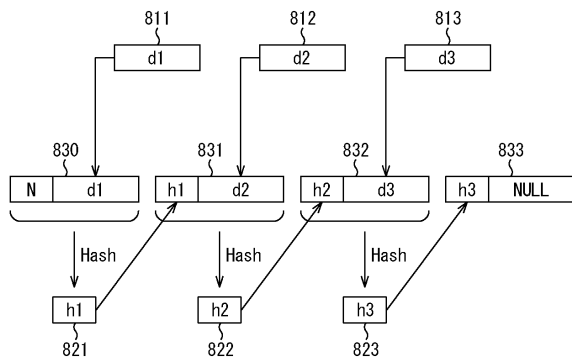 811 812 813
d1 d2 d3
830 831 832 833
N d1 h1 d2 h2 d3 h3 NULL
Hash Hash Hash
h1 h2 h3
821 822 823